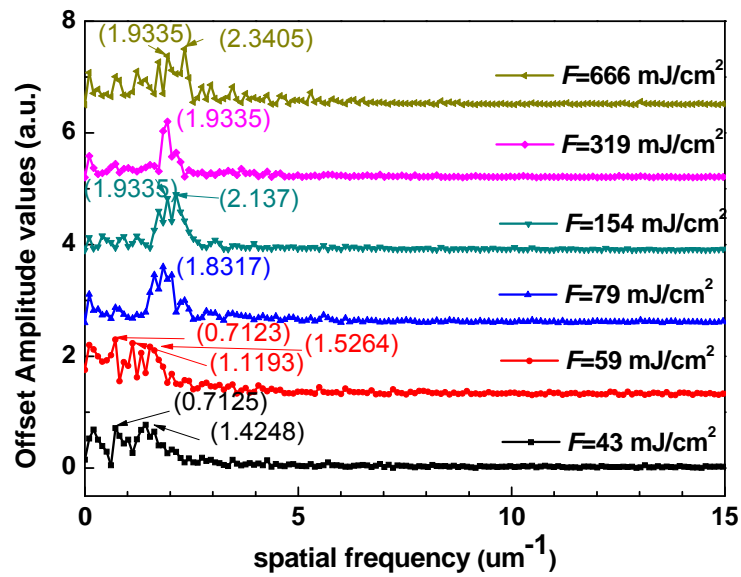 8
(1.9335)
(2.3405)
F=666 mJ/cm²
6
(1.9335)
F=319 mJ/cm²
(1.9335)
(2.137)
4
F=154 mJ/cm²
(1.8317)
F=79 mJ/cm²
(0.7123)
(1.5264)
2
(1.1193)
F=59 mJ/cm²
(0.7125)
(1.4248)
F=43 mJ/cm²
0
0 5 10 15
spatial frequency (um⁻¹)
Offset Amplitude values (a.u.)